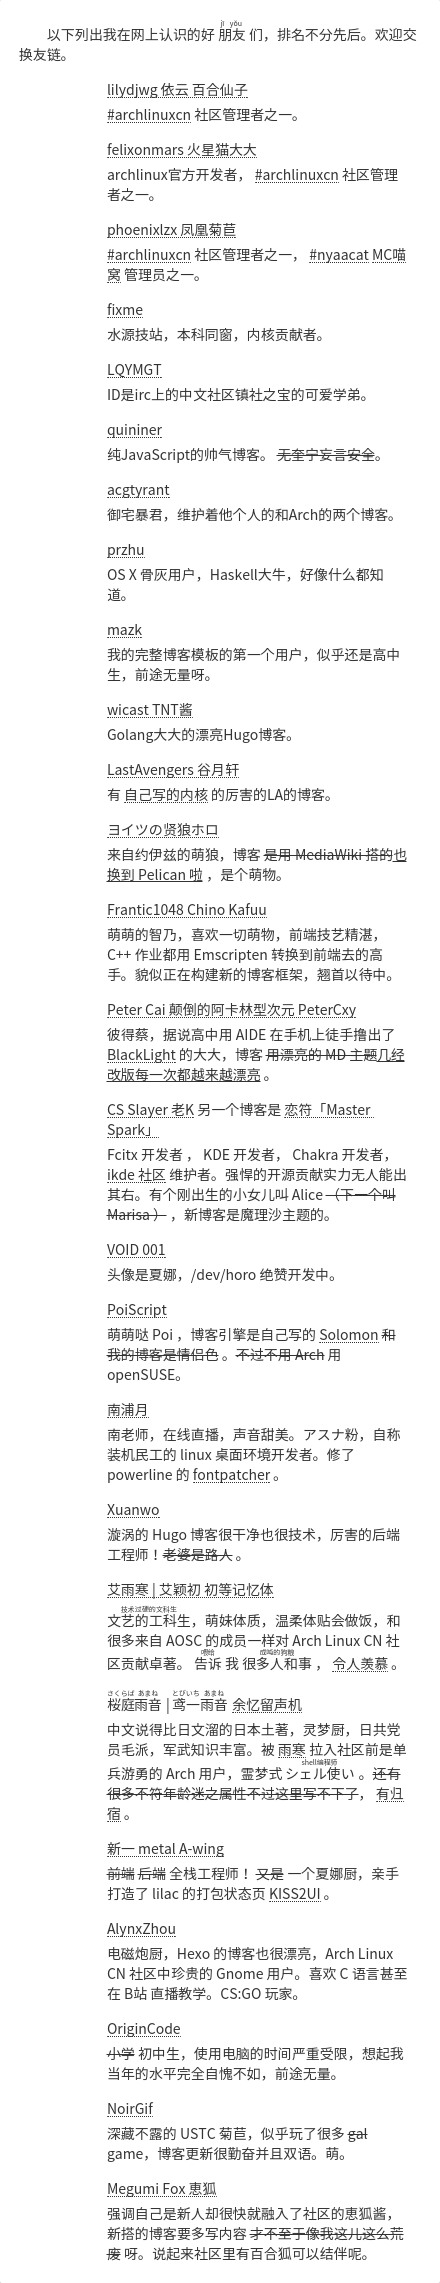 以下列出我在网上认识的好 朋友 们，排名不分先后。欢迎交
jī yǒu
换友链。
lilydjwg 依云 百合仙子
#archlinuxcn 社区管理者之一。
felixonmars 火星猫大大
archlinux官方开发者， #archlinuxcn 社区管理
者之一。
phoenixlzx 凤凰菊苣
#archlinuxcn 社区管理者之一， #nyaacat MC喵
窝 管理员之一。
fixme
水源技站，本科同窗，内核贡献者。
LQYMGT
ID是irc上的中文社区镇社之宝的可爱学弟。
quininer
纯JavaScript的帅气博客。 无奎宁妄言安全。
acgtyrant
御宅暴君，维护着他个人的和Arch的两个博客。
przhu
OS X 骨灰用户，Haskell大牛，好像什么都知
道。
mazk
我的完整博客模板的第一个用户，似乎还是高中
生，前途无量呀。
wicast TNT酱
Golang大大的漂亮Hugo博客。
LastAvengers 谷月轩
有 自己写的内核 的厉害的LA的博客。
ヨイツの贤狼ホロ
来自约伊兹的萌狼，博客 是用 MediaWiki 搭的也
换到 Pelican 啦 ，是个萌物。
Frantic1048 Chino Kafuu
萌萌的智乃，喜欢一切萌物，前端技艺精湛，
C++ 作业都用 Emscripten 转换到前端去的高
手。貌似正在构建新的博客框架，翘首以待中。
Peter Cai 颠倒的阿卡林型次元 PeterCxy
彼得蔡，据说高中用 AIDE 在手机上徒手撸出了
BlackLight 的大大，博客 用漂亮的 MD 主题几经
改版每一次都越来越漂亮 。
CS Slayer 老K 另一个博客是 恋符「Master
Spark」
Fcitx 开发者 ， KDE 开发者， Chakra 开发者，
ikde 社区 维护者。强悍的开源贡献实力无人能出
其右。有个刚出生的小女儿叫 Alice （下一个叫
Marisa ） ，新博客是魔理沙主题的。
VOID 001
头像是夏娜，/dev/horo 绝赞开发中。
PoiScript
萌萌哒 Poi ，博客引擎是自己写的 Solomon 和
我的博客是情侣色 。不过不用 Arch 用
openSUSE。
南浦月
南老师，在线直播，声音甜美。アスナ粉，自称
装机民工的 linux 桌面环境开发者。修了
powerline 的 fontpatcher 。
Xuanwo
漩涡的 Hugo 博客很干净也很技术，厉害的后端
工程师！老婆是路人 。
艾雨寒 | 艾颖初 初等记忆体
技术过硬的文科生
文艺的工科生，萌妹体质，温柔体贴会做饭，和
很多来自 AOSC 的成员一样对 Arch Linux CN 社
区贡献卓著。 告诉 我 很多人和事 ， 令人羡慕 。
さくらば あまね とびいち あまね
桜庭雨音 | 鸢一雨音 余忆留声机
中文说得比日文溜的日本土著，灵梦厨，日共党
员毛派，军武知识丰富。被 雨寒 拉入社区前是单
shell编程师
兵游勇的 Arch 用户，霊梦式 シェル使い 。还有
很多不符年龄迷之属性不过这里写不下了， 有归
宿 。
新一 metal A-wing
前端 后端 全栈工程师！ 又是 一个夏娜厨，亲手
打造了 lilac 的打包状态页 KISS2UI 。
AlynxZhou
电磁炮厨，Hexo 的博客也很漂亮，Arch Linux
CN 社区中珍贵的 Gnome 用户。喜欢 C 语言甚至
在 B站 直播教学。CS:GO 玩家。
OriginCode
小学 初中生，使用电脑的时间严重受限，想起我
当年的水平完全自愧不如，前途无量。
NoirGif
深藏不露的 USTC 菊苣，似乎玩了很多 gal
game，博客更新很勤奋并且双语。萌。
Megumi Fox 恵狐
强调自己是新人却很快就融入了社区的恵狐酱，
新搭的博客要多写内容 才不至于像我这儿这么荒
废 呀。说起来社区里有百合狐可以结伴呢。